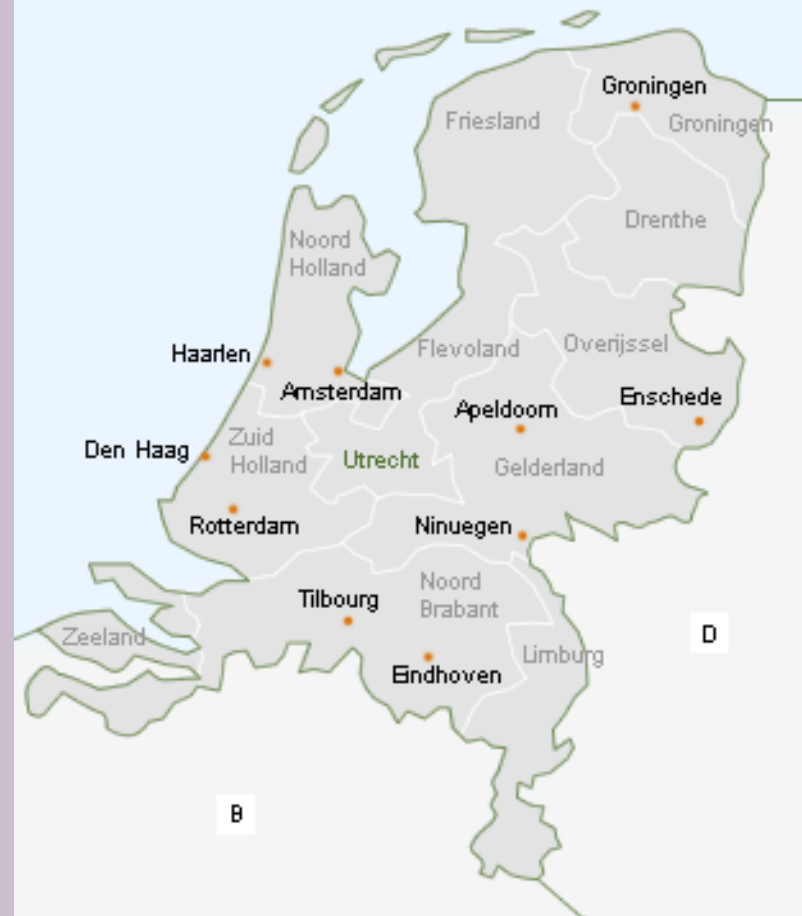 Groningen
Friesland
Groningen
Drenthe
Noord
Holland
Flevoland
Overijssel
Haarlen
Amsterdam
Apeldoorn
Enschede
Den Haag
Zuid
Holland
Utrecht
Gelderland
Rotterdam
Ninuegen
Tilbourg
Noord
Brabant
Zeeland
Limburg
D
Eindhoven
B